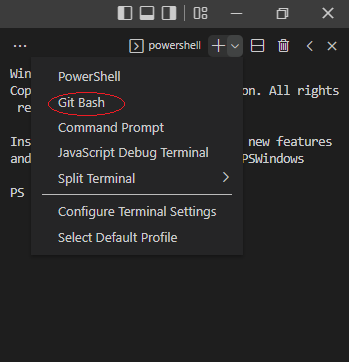 powershell
PowerShell
Git Bash
Command Prompt
JavaScript Debug Terminal
Split Terminal
Configure Terminal Settings
Select Default Profile
Win
Cop on. All rights
re
Ins new features
and PSWindows
PS